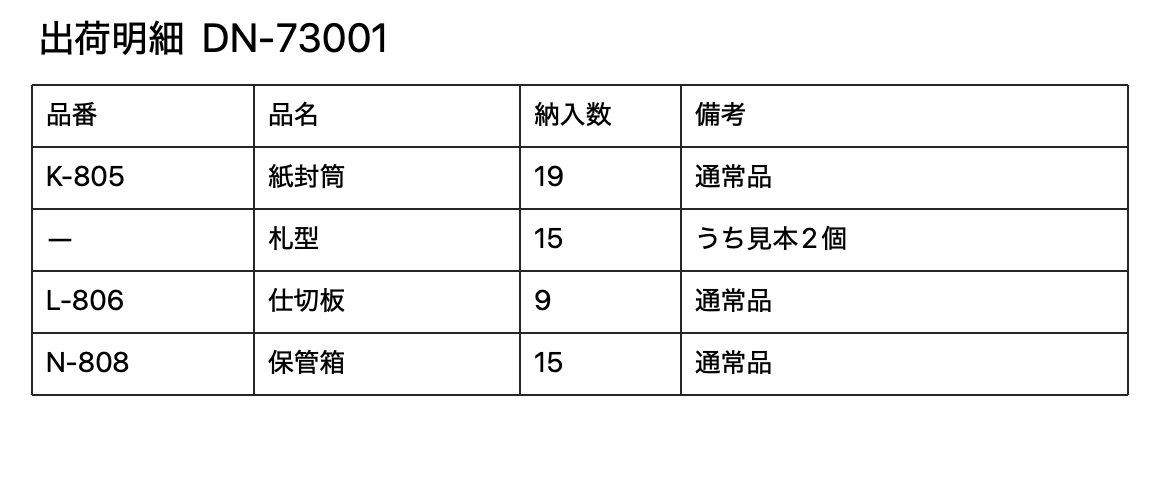 出荷明細 DN-73001
品番 品名 納入数 備考
K-805 紙封筒 19 通常品
— 札型 15 うち見本2個
L-806 仕切板 9 通常品
N-808 保管箱 15 通常品